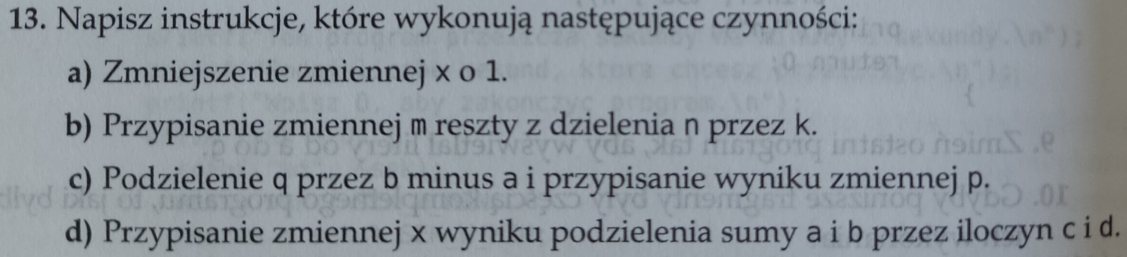 13. Napisz instrukcje, które wykonują następujące czynności:
a) Zmniejszenie zmiennej x o 1.
b) Przypisanie zmiennej m reszty z dzielenia n przez k.
c) Podzielenie q przez b minus a i przypisanie wyniku zmiennej p.
d) Przypisanie zmiennej x wyniku podzielenia sumy a i b przez iloczyn c i d.